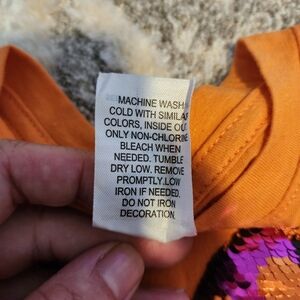 MACHINE WASH
COLD WITH SIMILAR
COLORS, INSIDE OUT
ONLY NON-CHLORINE
BLEACH WHEN
NEEDED. TUMBLE
DRY LOW. REMOVE
PROMPTLY.LOW
IRON IF NEEDED.
DO NOT IRON
DECORATION.